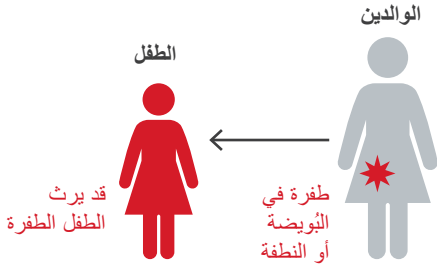 الوالدين
الطفل
طفرة في
البُويضة
أو النطفة
قد يرث
الطفل الطفرة